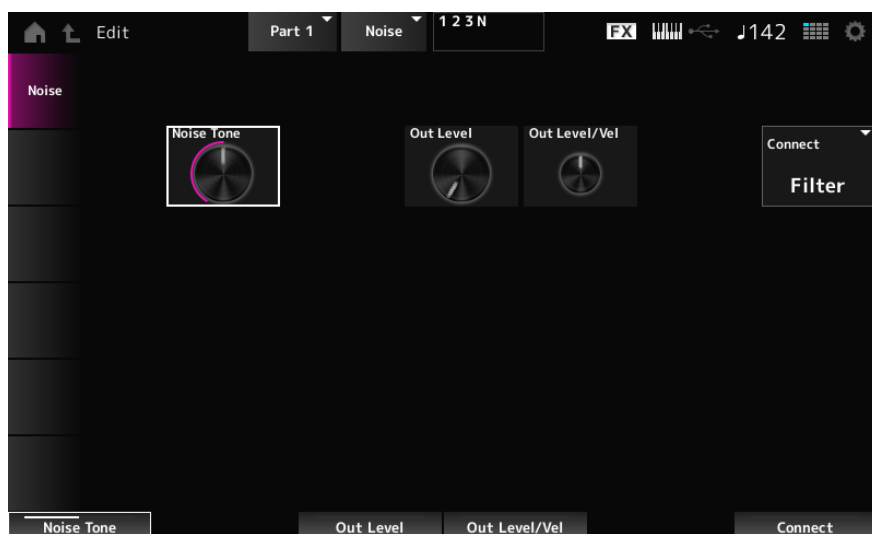 Edit
Part 1
Noise
1 2 3 N
FX
♩142
Noise
Noise Tone
Out Level
Out Level/Vel
Connect
Filter
Noise Tone
Out Level
Out Level/Vel
Connect